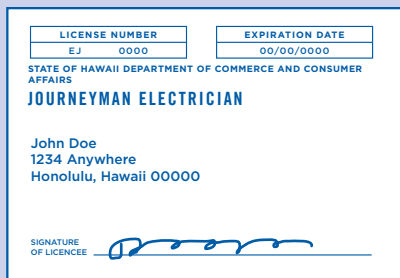 LICENSE NUMBER
EJ 0000
EXPIRATION DATE
00/00/0000
STATE OF HAWAII DEPARTMENT OF COMMERCE AND CONSUMER
AFFAIRS
JOURNEYMAN ELECTRICIAN
John Doe
1234 Anywhere
Honolulu, Hawaii 00000
SIGNATURE
OF LICENCEE